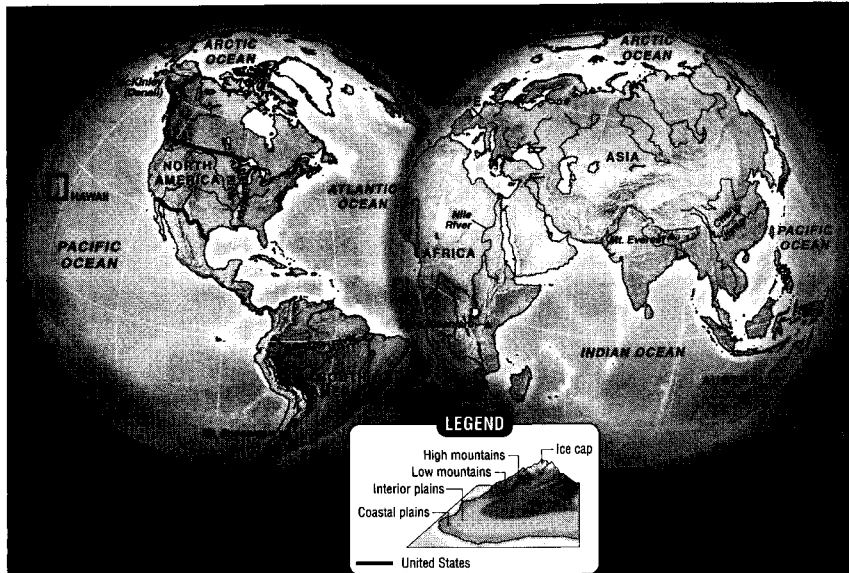 ARCTIC
OCEAN
ARCTIC
OCEAN
(Denali)
NORTH
AMERICA
HAWAII
ATLANTIC
OCEAN
PACIFIC
OCEAN
ASIA
Nile
River
AFRICA
Mt. Everest
PACIFIC
OCEAN
INDIAN OCEAN
LEGEND
High mountains
Ice cap
Low mountains
Interior plains
Coastal plains
United States